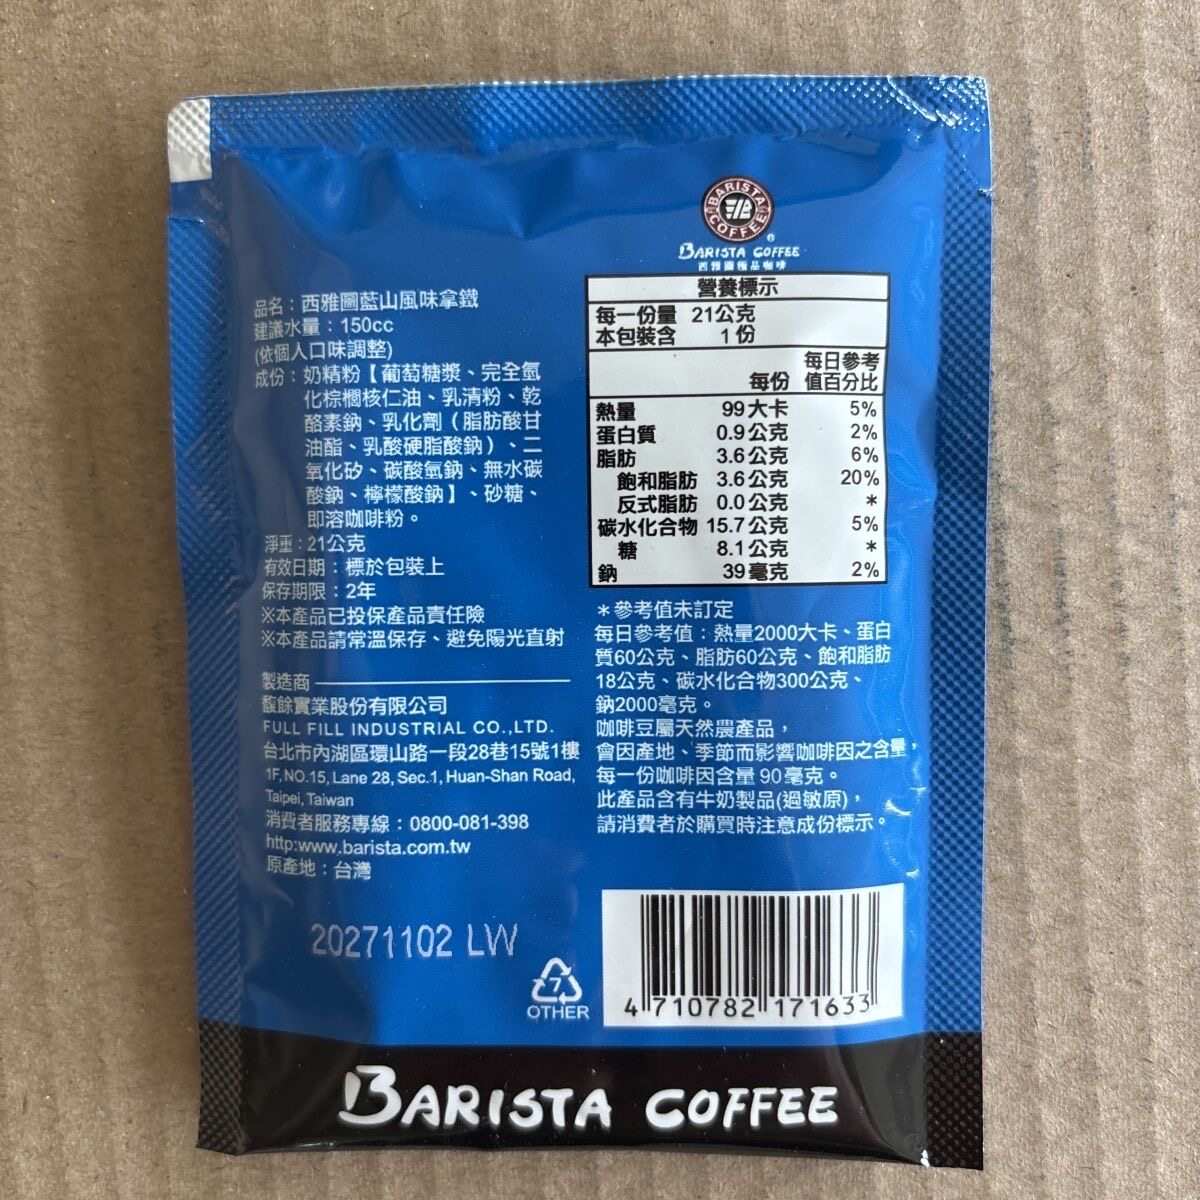 BARISTA COFFEE
BARISTA COFFEE
西雅圖極品咖啡
品名：西雅圖藍山風味拿鐵
建議水量：150cc
(依個人口味調整)
成份：奶精粉【葡萄糖漿、完全氫
化棕櫚核仁油、乳清粉、乾
酪素鈉、乳化劑（脂肪酸甘
油酯、乳酸硬脂酸鈉）、二
氧化矽、碳酸氫鈉、無水碳
酸鈉、檸檬酸鈉】、砂糖、
即溶咖啡粉。
淨重：21公克
有效日期：標於包裝上
保存期限：2年
※本產品已投保產品責任險
※本產品請常溫保存、避免陽光直射
製造商
馥餘實業股份有限公司
FULL FILL INDUSTRIAL CO.,LTD.
台北市內湖區環山路一段28巷15號1樓
1F,NO.15, Lane 28, Sec.1, Huan-Shan Road,
Taipei, Taiwan
消費者服務專線：0800-081-398
http:www.barista.com.tw
原產地：台灣
20271102 LW
營養標示
每一份量 21公克
本包裝含 1份
每日參考
每份 值百分比
熱量 99大卡 5%
蛋白質 0.9公克 2%
脂肪 3.6公克 6%
飽和脂肪 3.6公克 20%
反式脂肪 0.0公克 *
碳水化合物 15.7公克 5%
糖 8.1公克 *
鈉 39毫克 2%
*參考值未訂定
每日參考值：熱量2000大卡、蛋白
質60公克、脂肪60公克、飽和脂肪
18公克、碳水化合物300公克、
鈉2000毫克。
咖啡豆屬天然農產品，
會因產地、季節而影響咖啡因之含量，
每一份咖啡因含量90毫克。
此產品含有牛奶製品(過敏原)，
請消費者於購買時注意成份標示。
7
OTHER
4 710782 171633
BARISTA COFFEE